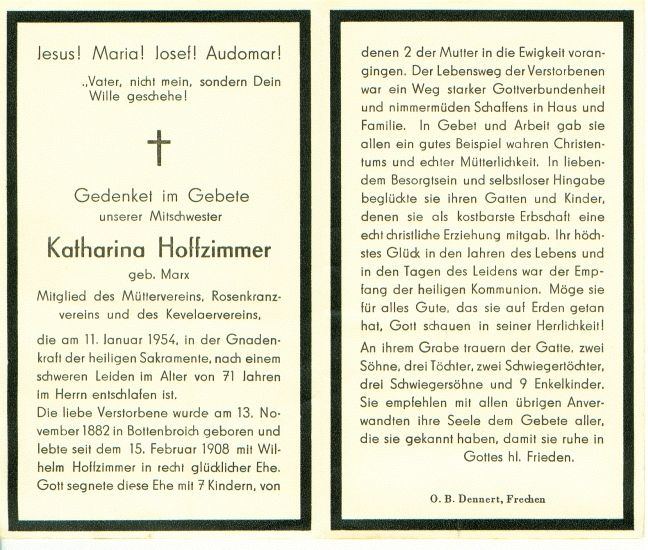 Jesus! Maria! Josef! Audomar!
„Vater, nicht mein, sondern Dein
Wille geschehe!
Gedenket im Gebete
unserer Mitschwester
Katharina Hoffzimmer
geb. Marx
Mitglied des Müttervereins, Rosenkranz-
vereins und des Kevelaervereins,
die am 11. Januar 1954, in der Gnaden-
kraft der heiligen Sakramente, nach einem
schweren Leiden im Alter von 71 Jahren
im Herrn entschlafen ist.
Die liebe Verstorbene wurde am 13. No-
vember 1882 in Bottenbroich geboren und
lebte seit dem 15. Februar 1908 mit Wil-
helm Hoffzimmer in recht glücklicher Ehe.
Gott segnete diese Ehe mit 7 Kindern, von
denen 2 der Mutter in die Ewigkeit voran-
gingen. Der Lebensweg der Verstorbenen
war ein Weg starker Gottverbundenheit
und nimmermüden Schaffens in Haus und
Familie. In Gebet und Arbeit gab sie
allen ein gutes Beispiel wahren Christen-
tums und echter Mütterlichkeit. In lieben-
dem Besorgtsein und selbstloser Hingabe
beglückte sie ihren Gatten und Kinder,
denen sie als kostbarste Erbschaft eine
echt christliche Erziehung mitgab. Ihr höch-
stes Glück in den Jahren des Lebens und
in den Tagen des Leidens war der Emp-
fang der heiligen Kommunion. Möge sie
für alles Gute, das sie auf Erden getan
hat, Gott schauen in seiner Herrlichkeit!
An ihrem Grabe trauern der Gatte, zwei
Söhne, drei Töchter, zwei Schwiegertöchter,
drei Schwiegersöhne und 9 Enkelkinder.
Sie empfehlen mit allen übrigen Anver-
wandten ihre Seele dem Gebete aller,
die sie gekannt haben, damit sie ruhe in
Gottes hl. Frieden.
O. B. Dennert, Frechen